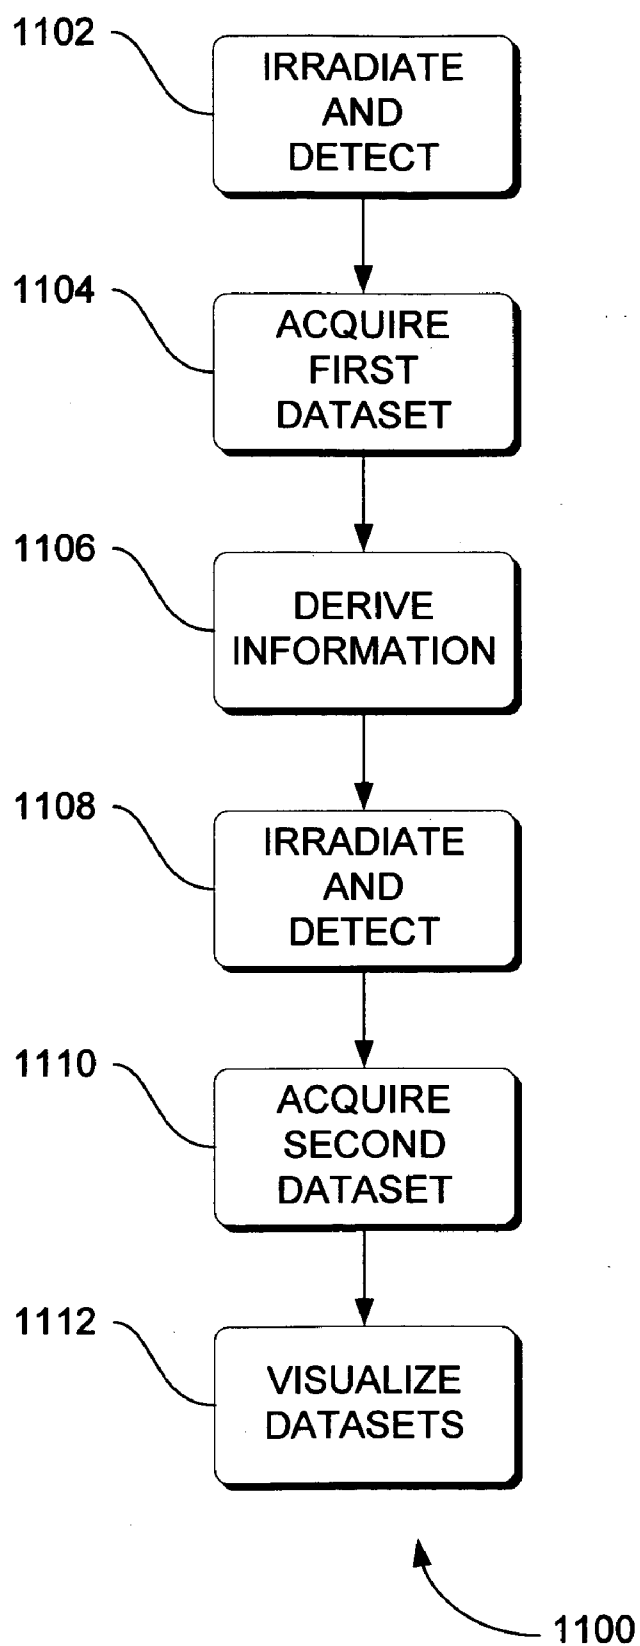 1102
IRRADIATE
AND
DETECT
1104
ACQUIRE
FIRST
DATASET
1106
DERIVE
INFORMATION
1108
IRRADIATE
AND
DETECT
1110
ACQUIRE
SECOND
DATASET
1112
VISUALIZE
DATASETS
1100